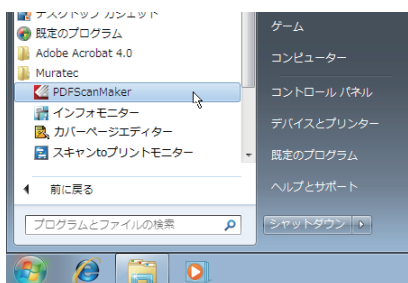 デスクトップ ガジェット
既定のプログラム
Adobe Acrobat 4.0
Muratec
PDFScanMaker
インフォモニター
カバーページエディター
スキャンtoプリントモニター
前に戻る
プログラムとファイルの検索
ゲーム
コンピューター
コントロール パネル
デバイスとプリンター
既定のプログラム
ヘルプとサポート
シャットダウン